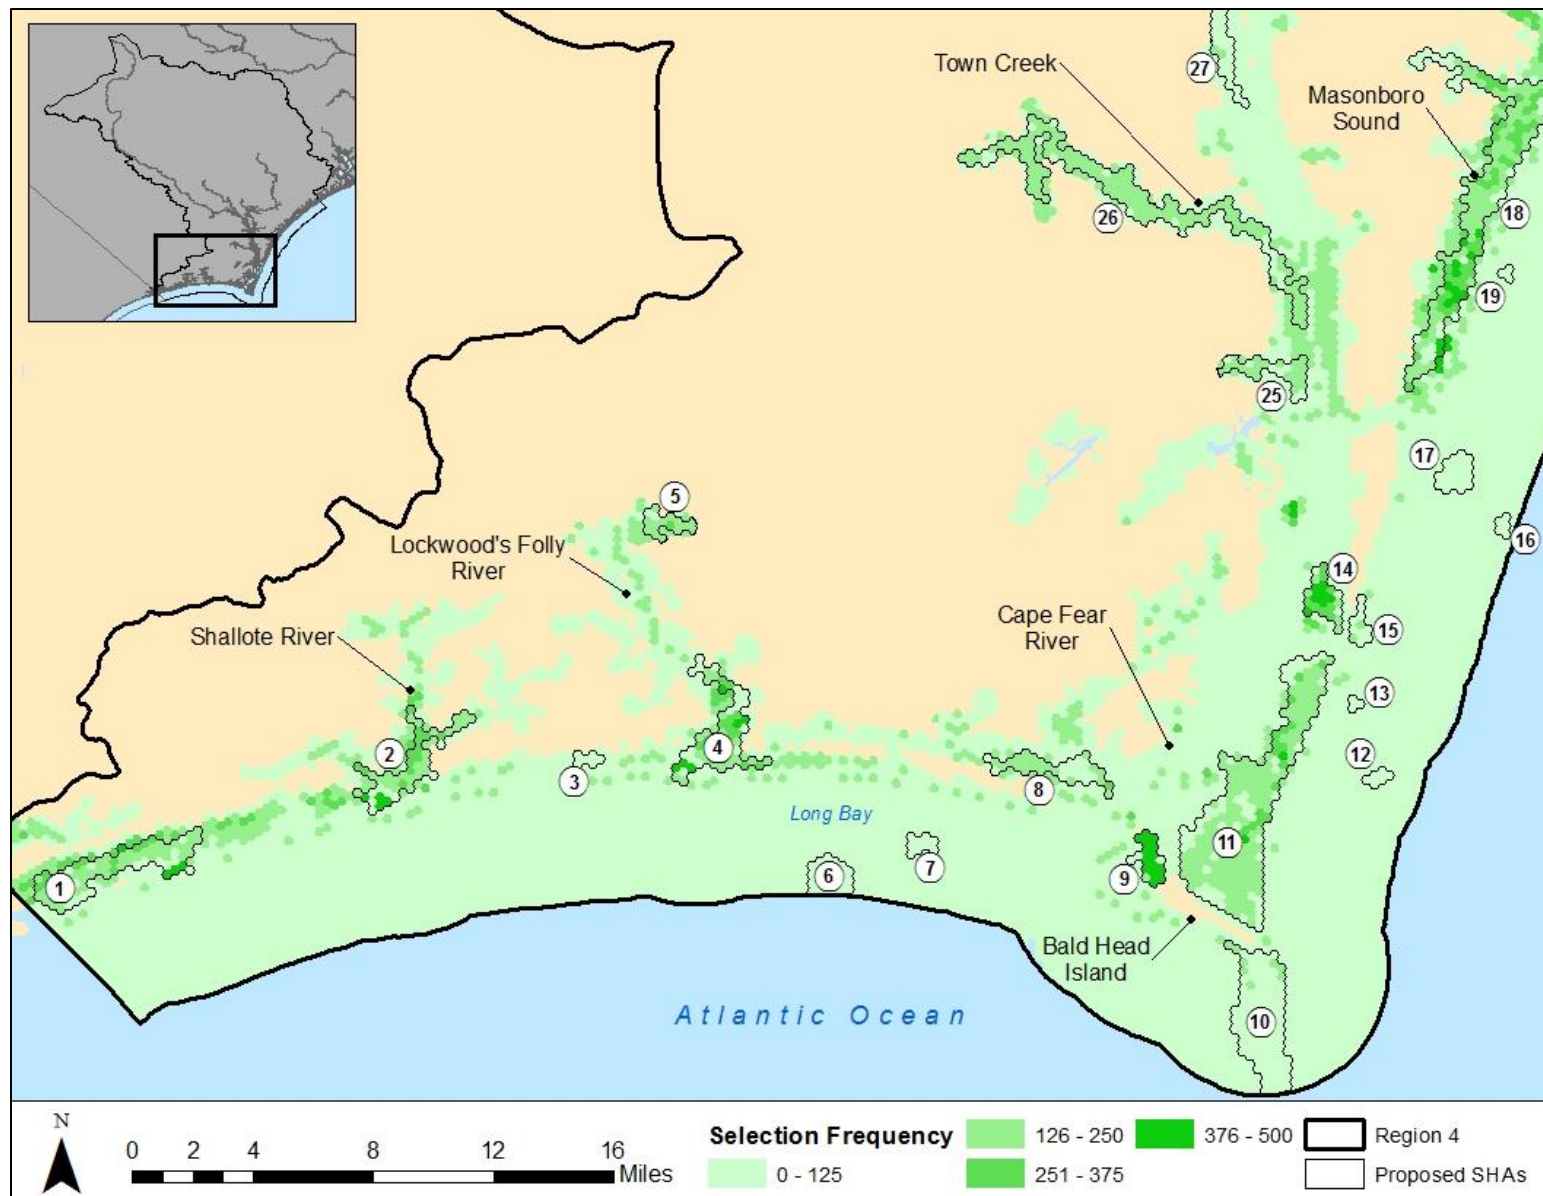 Town Creek
27
Masonboro
Sound
26
18
19
25
17
5
16
Lockwood's Folly
River
14
Cape Fear
River
15
Shallote River
13
2
4
3
12
8
Long Bay
11
1
6
7
9
Bald Head
Island
Atlantic Ocean
10
N
0 2 4 8 12 16
Miles
Selection Frequency
0 - 125
126 - 250
251 - 375
376 - 500
Region 4
Proposed SHAs